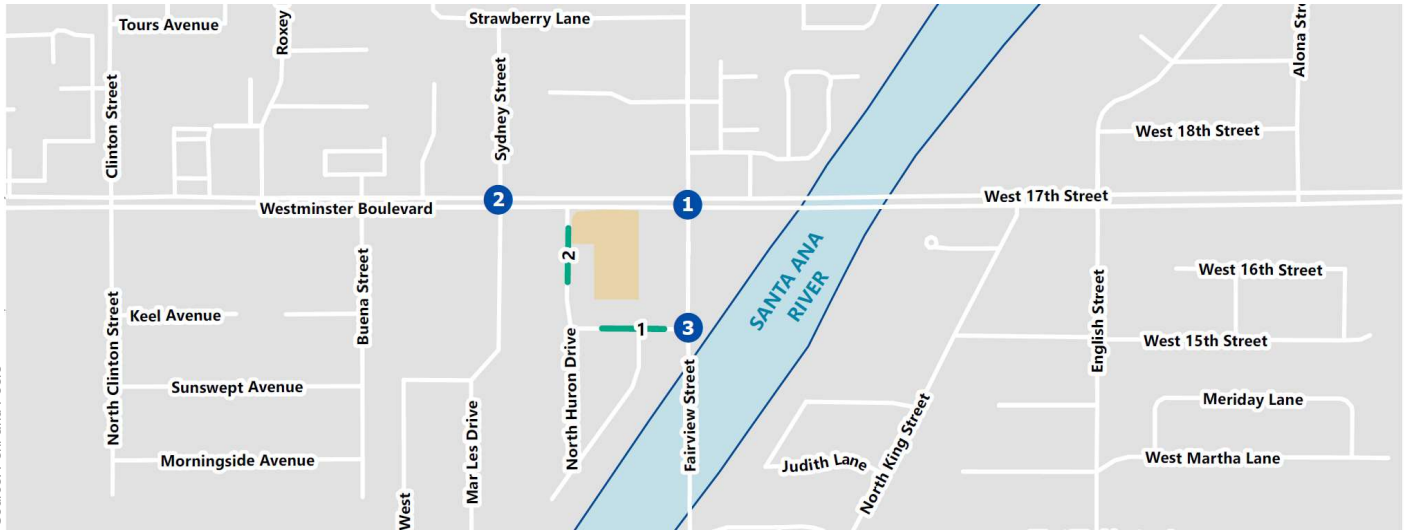 Tours Avenue
Roxey
Strawberry Lane
Alona Stre
Clinton Street
Sydney Street
West 18th Street
2
1
Westminster Boulevard
West 17th Street
2
SANTA ANA
RIVER
West 16th Street
Buena Street
English Street
Keel Avenue
North Clinton Street
1
3
West 15th Street
North Huron Drive
Fairview Street
Sunswept Avenue
Mar Les Drive
North King Street
Meriday Lane
Morningside Avenue
Judith Lane
West Martha Lane
West